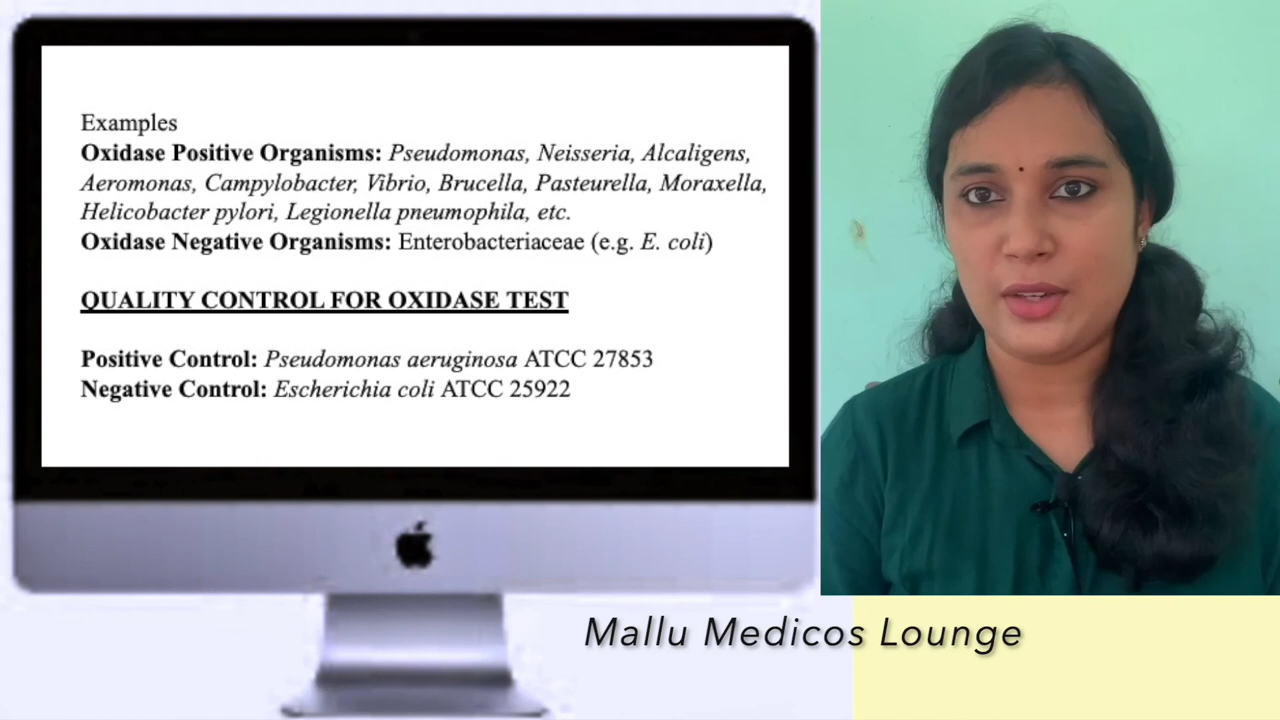 Examples
Oxidase Positive Organisms: Pseudomonas, Neisseria, Alcaligens,
Aeromonas, Campylobacter, Vibrio, Brucella, Pasteurella, Moraxella,
Helicobacter pylori, Legionella pneumophila, etc.
Oxidase Negative Organisms: Enterobacteriaceae (e.g. E. coli)
QUALITY CONTROL FOR OXIDASE TEST
Positive Control: Pseudomonas aeruginosa ATCC 27853
Negative Control: Escherichia coli ATCC 25922
Mallu Medicos Lounge